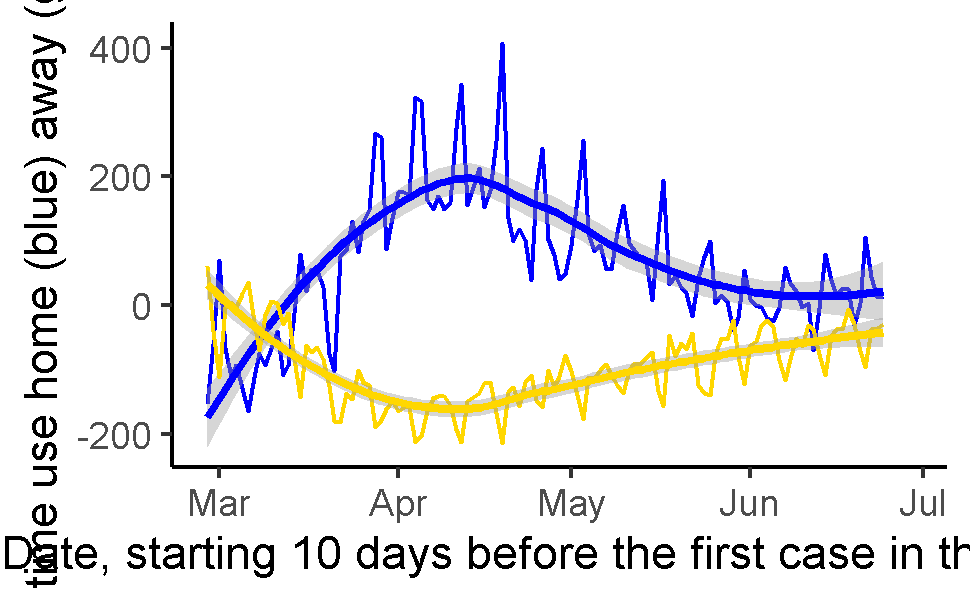 time use home (blue) away (
400
200
0
-200
Mar Apr May Jun Jul
Date, starting 10 days before the first case in th